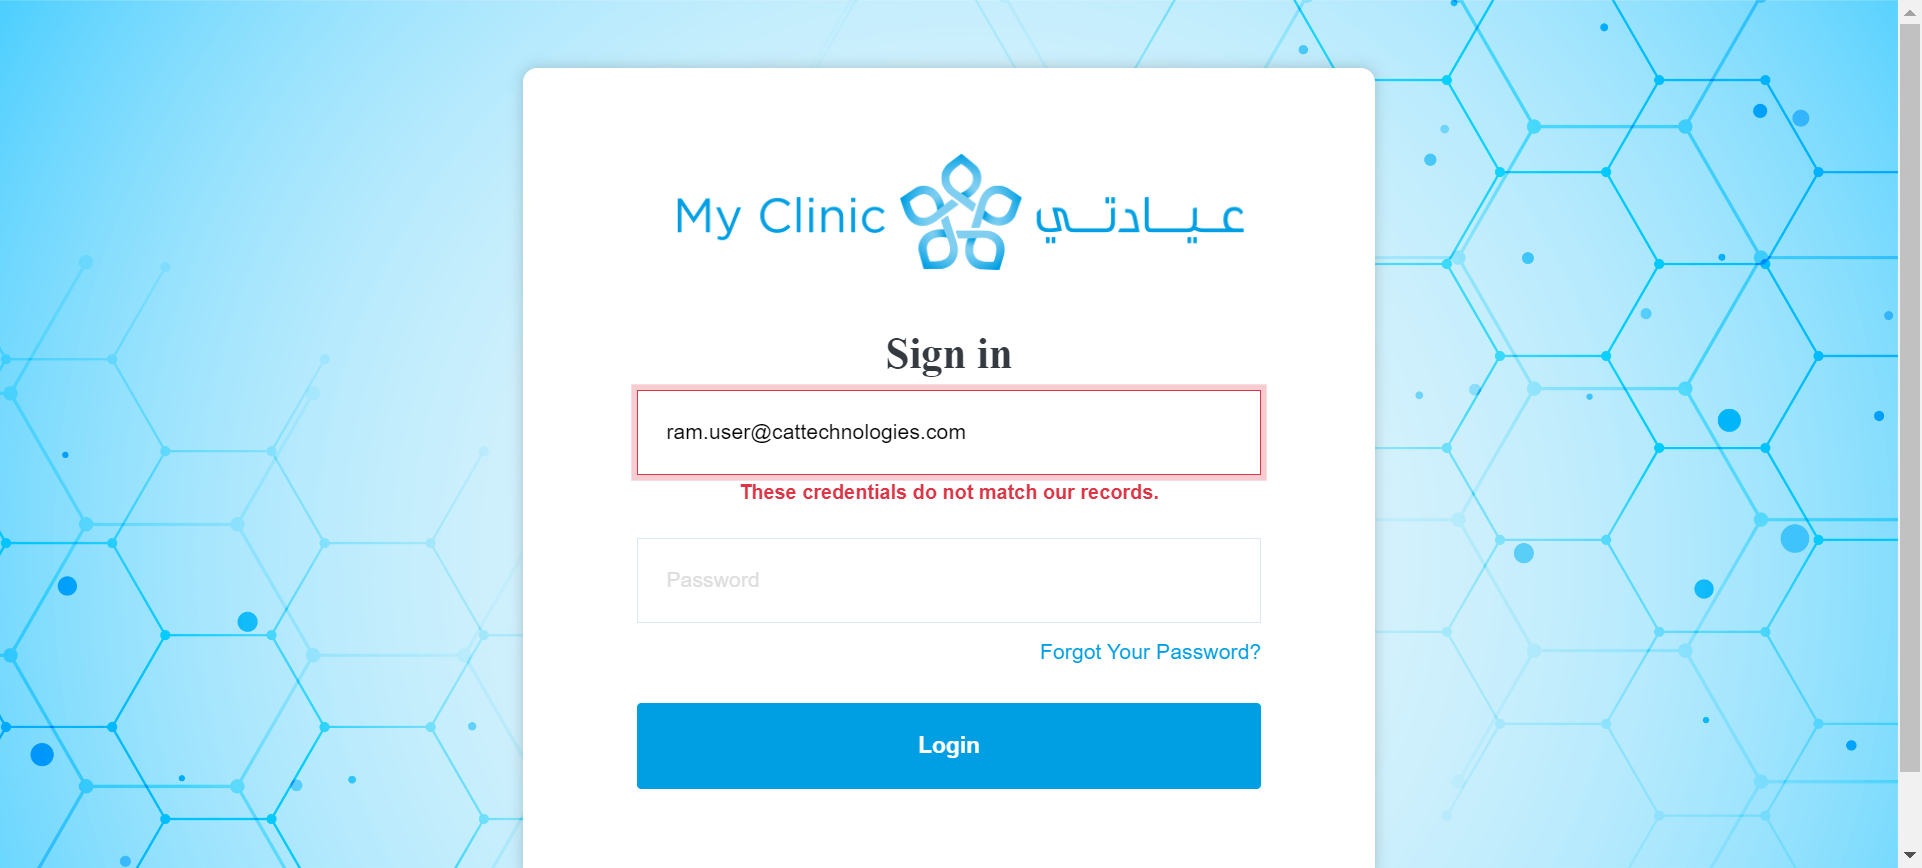 My Clinic عيادتي
Sign in
ram.user@cattechnologies.com
These credentials do not match our records.
Password
Forgot Your Password?
Login